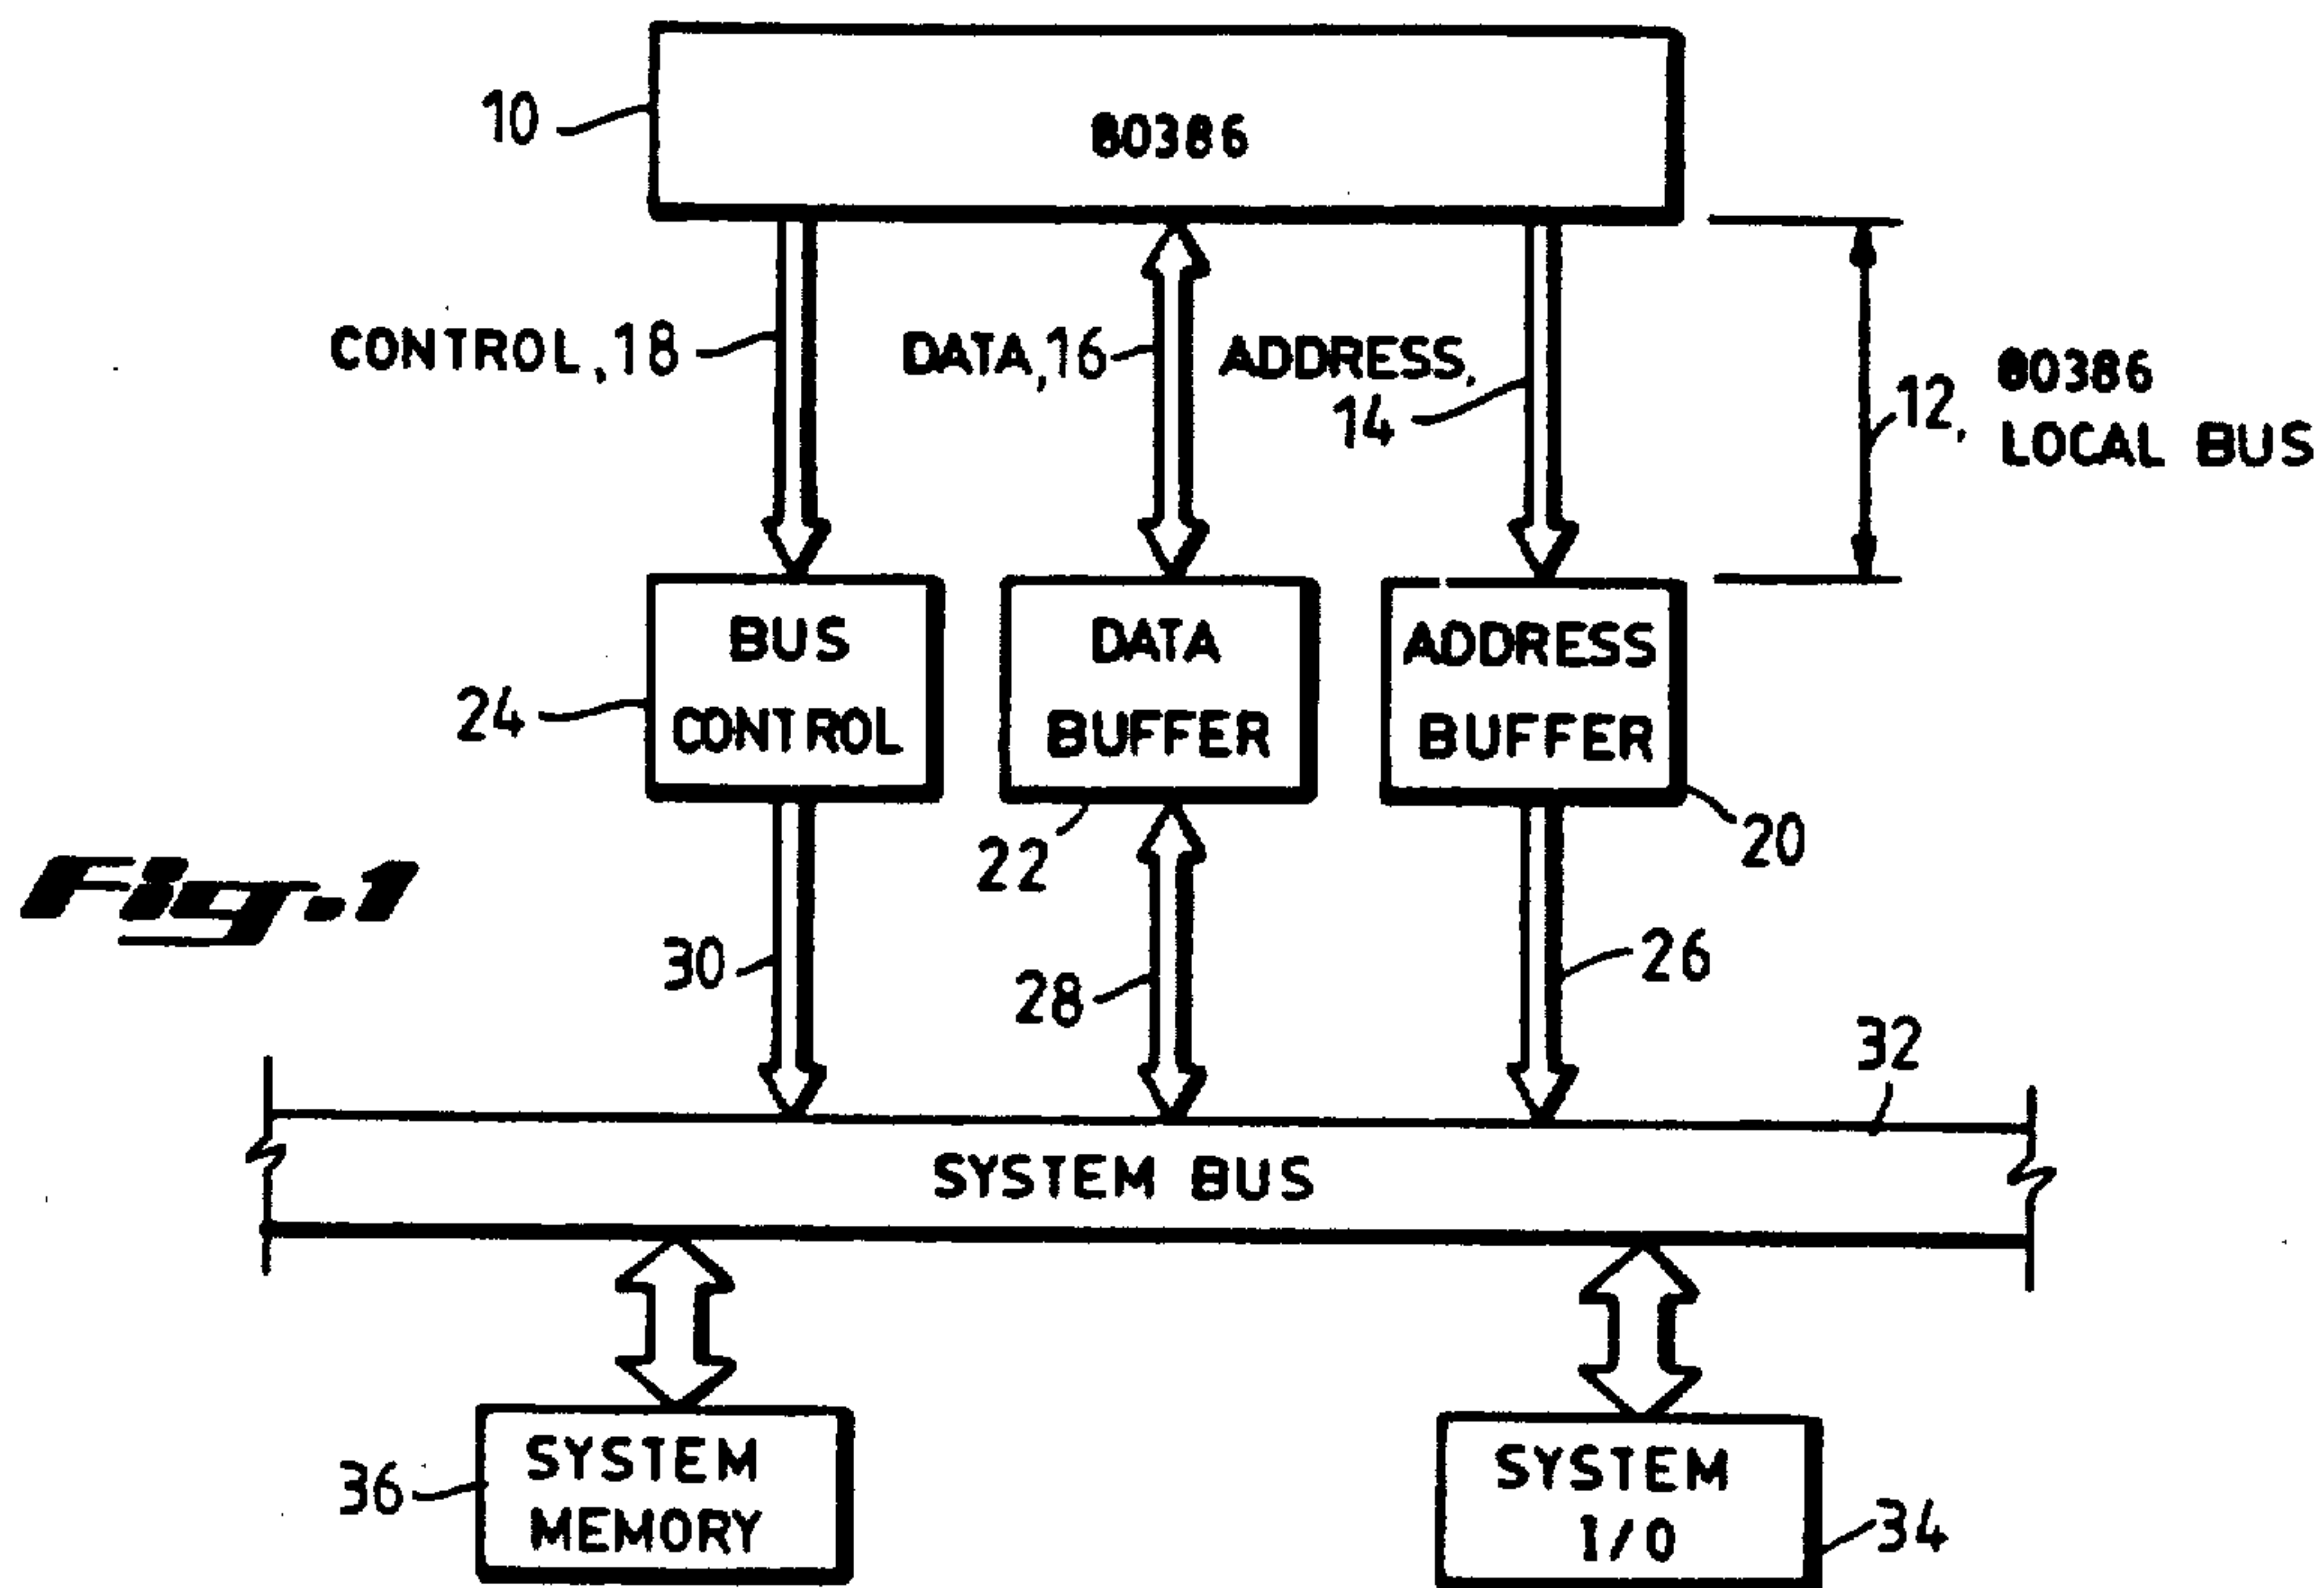 10
80386
CONTROL, 18
DATA, 16
ADDRESS,
14
12,
80386
LOCAL BUS
BUS
CONTROL
24
DATA
BUFFER
22
ADDRESS
BUFFER
20
Fig.-1
30
28
26
32
SYSTEM BUS
36
SYSTEM
MEMORY
SYSTEM
I/O
34